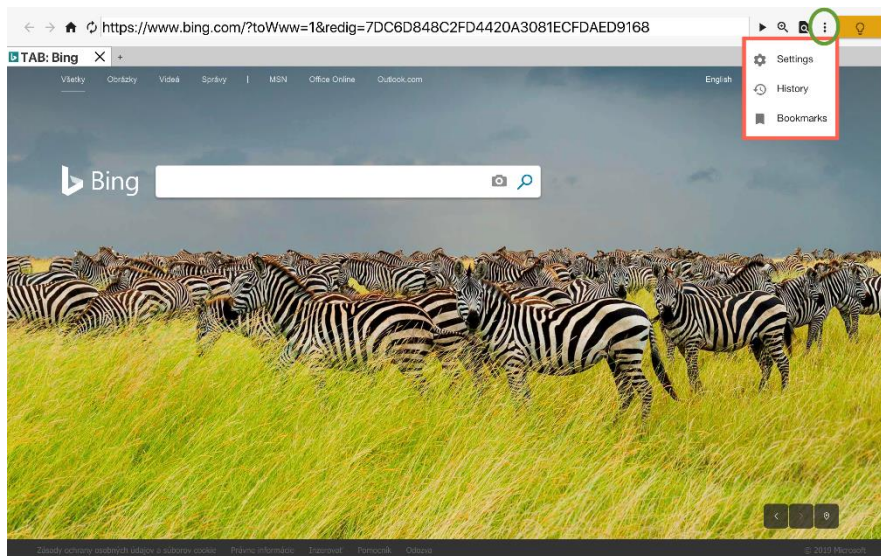 https://www.bing.com/?toWww=1&redig=7DC6D848C2FD4420A3081ECFDAED9168
TAB: Bing
Settings
History
Bookmarks
Všetky Obrázky Videá Správy | MSN Office Online Outlook.com English
Bing
Zásady ochrany osobných údajov a súborov cookie Právne informácie Inzerovať Pomocník Odozva © 2019 Microsoft